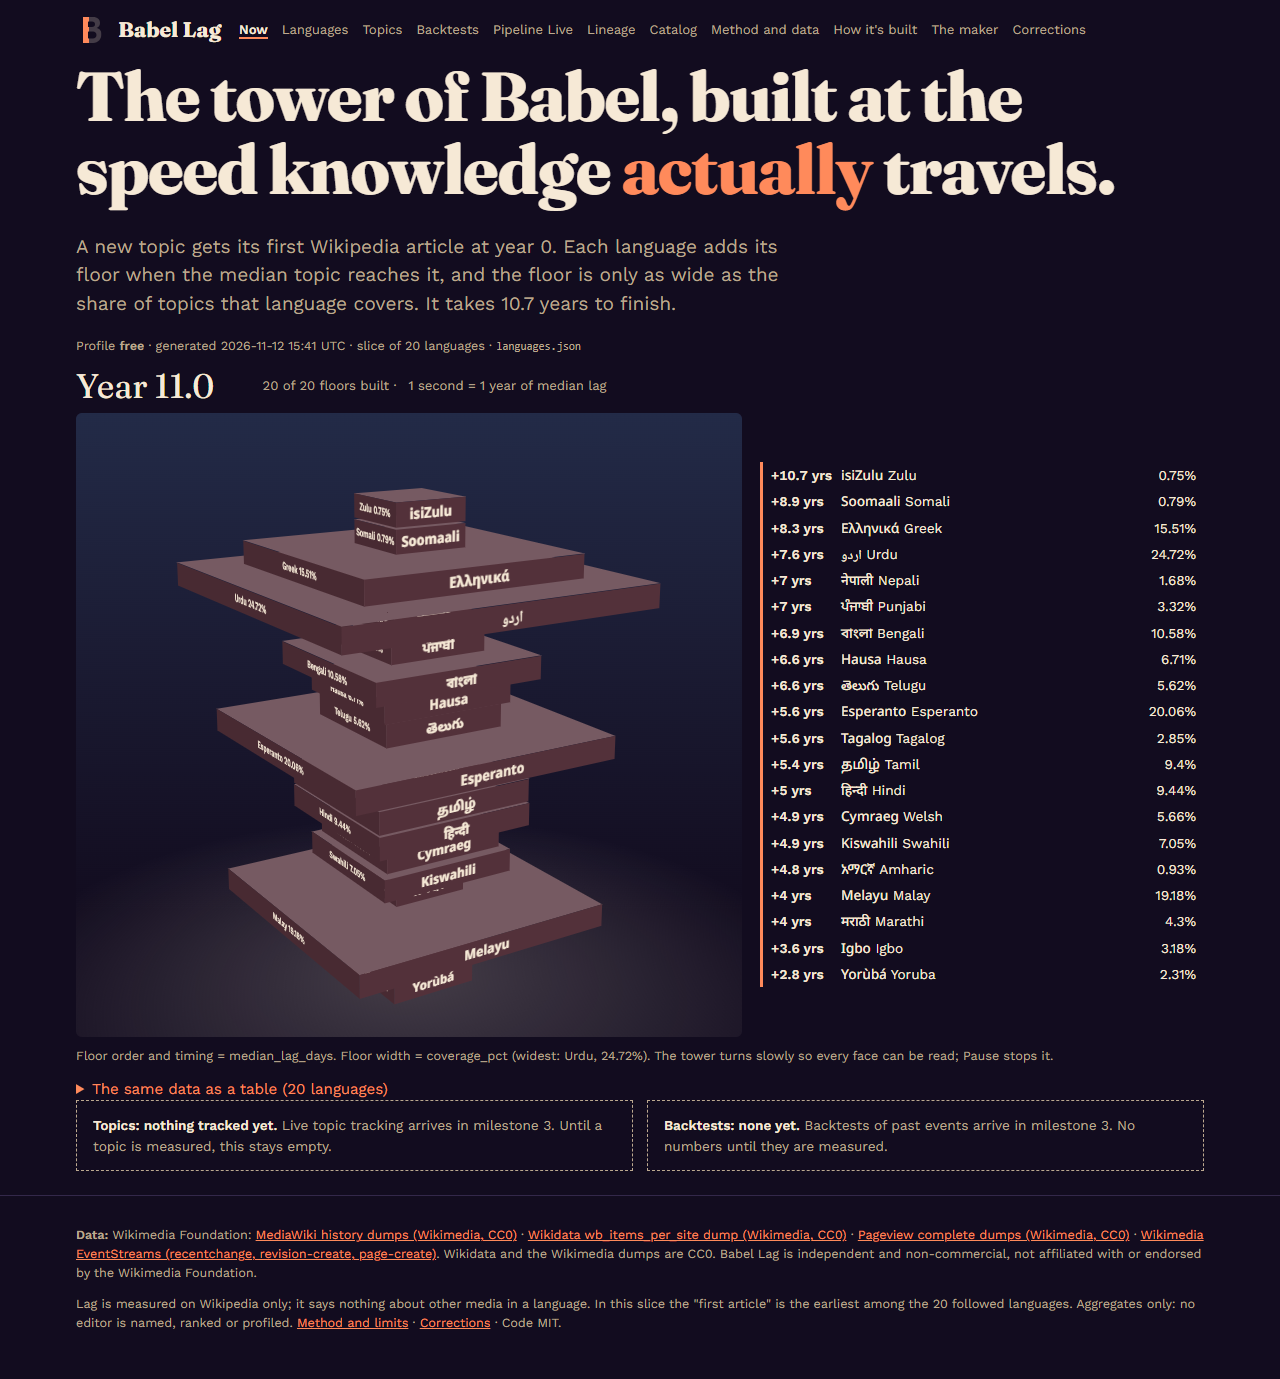 B Babel Lag Now Languages Topics Backtests Pipeline Live Lineage Catalog Method and data How it's built The maker Corrections
The tower of Babel, built at the
speed knowledge actually travels.
A new topic gets its first Wikipedia article at year 0. Each language adds its
floor when the median topic reaches it, and the floor is only as wide as the
share of topics that language covers. It takes 10.7 years to finish.
Profile free · generated 2026-11-12 15:41 UTC · slice of 20 languages · languages.json
Year 11.0 20 of 20 floors built · 1 second = 1 year of median lag
Zulu 0.75% isiZulu
Somali 0.79% Soomaali
Greek 15.51% Ελληνικά
Urdu 24.72% اردو
ਪੰਜਾਬੀ
Bengali 10.58% বাংলা
Hausa
Telugu 5.62% తెలుగు
Esperanto 20.06% Esperanto
தமிழ்
Hindi 9.44% हिन्दी
Cymraeg
Swahili 7.05% Kiswahili
Malay 19.18% Melayu
Yorùbá
+10.7 yrs isiZulu Zulu 0.75%
+8.9 yrs Soomaali Somali 0.79%
+8.3 yrs Ελληνικά Greek 15.51%
+7.6 yrs اردو Urdu 24.72%
+7 yrs नेपाली Nepali 1.68%
+7 yrs ਪੰਜਾਬੀ Punjabi 3.32%
+6.9 yrs বাংলা Bengali 10.58%
+6.6 yrs Hausa Hausa 6.71%
+6.6 yrs తెలుగు Telugu 5.62%
+5.6 yrs Esperanto Esperanto 20.06%
+5.6 yrs Tagalog Tagalog 2.85%
+5.4 yrs தமிழ் Tamil 9.4%
+5 yrs हिन्दी Hindi 9.44%
+4.9 yrs Cymraeg Welsh 5.66%
+4.9 yrs Kiswahili Swahili 7.05%
+4.8 yrs አማርኛ Amharic 0.93%
+4 yrs Melayu Malay 19.18%
+4 yrs मराठी Marathi 4.3%
+3.6 yrs Igbo Igbo 3.18%
+2.8 yrs Yorùbá Yoruba 2.31%
Floor order and timing = median_lag_days. Floor width = coverage_pct (widest: Urdu, 24.72%). The tower turns slowly so every face can be read; Pause stops it.
The same data as a table (20 languages)
Topics: nothing tracked yet. Live topic tracking arrives in milestone 3. Until a
topic is measured, this stays empty.
Backtests: none yet. Backtests of past events arrive in milestone 3. No
numbers until they are measured.
Data: Wikimedia Foundation: MediaWiki history dumps (Wikimedia, CC0) · Wikidata wb_items_per_site dump (Wikimedia, CC0) · Pageview complete dumps (Wikimedia, CC0) · Wikimedia
EventStreams (recentchange, revision-create, page-create). Wikidata and the Wikimedia dumps are CC0. Babel Lag is independent and non-commercial, not affiliated with or endorsed
by the Wikimedia Foundation.
Lag is measured on Wikipedia only; it says nothing about other media in a language. In this slice the "first article" is the earliest among the 20 followed languages. Aggregates only: no
editor is named, ranked or profiled. Method and limits · Corrections · Code MIT.